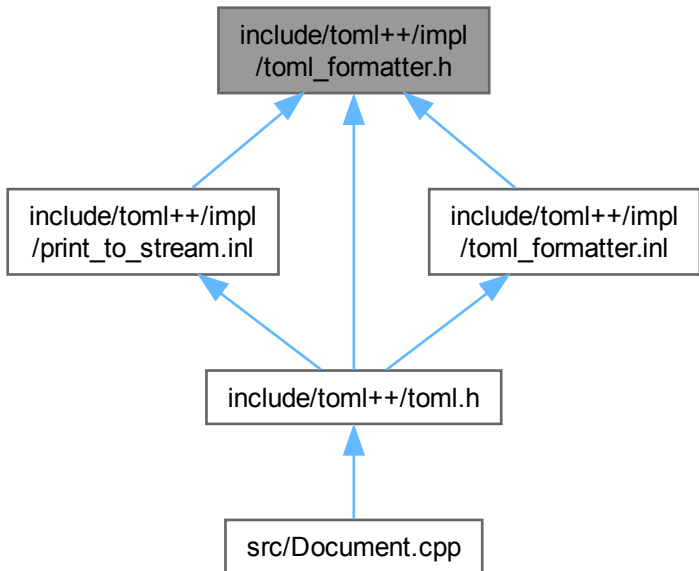 include/toml++/impl
/toml_formatter.h
include/toml++/impl
/print_to_stream.inl
include/toml++/impl
/toml_formatter.inl
include/toml++/toml.h
src/Document.cpp